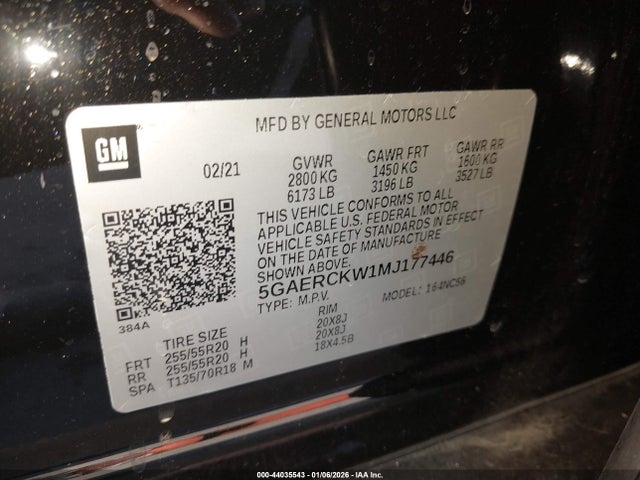 GM
MFD BY GENERAL MOTORS LLC
02/21
GVWR
2800 KG
6173 LB
GAWR FRT
1450 KG
3196 LB
GAWR RR
1600 KG
3527 LB
THIS VEHICLE CONFORMS TO ALL
APPLICABLE U.S. FEDERAL MOTOR
VEHICLE SAFETY STANDARDS IN EFFECT
ON THE DATE OF MANUFACTURE
SHOWN ABOVE.
5GAERCKW1MJ177446
TYPE: M.P.V. MODEL: 164NC56
384A
TIRE SIZE RIM
FRT 255/55R20 H 20X8J
RR 255/55R20 H 20X8J
SPA T135/70R18 M 18X4.5B
000-44035543 - 01/06/2026 - IAA Inc.